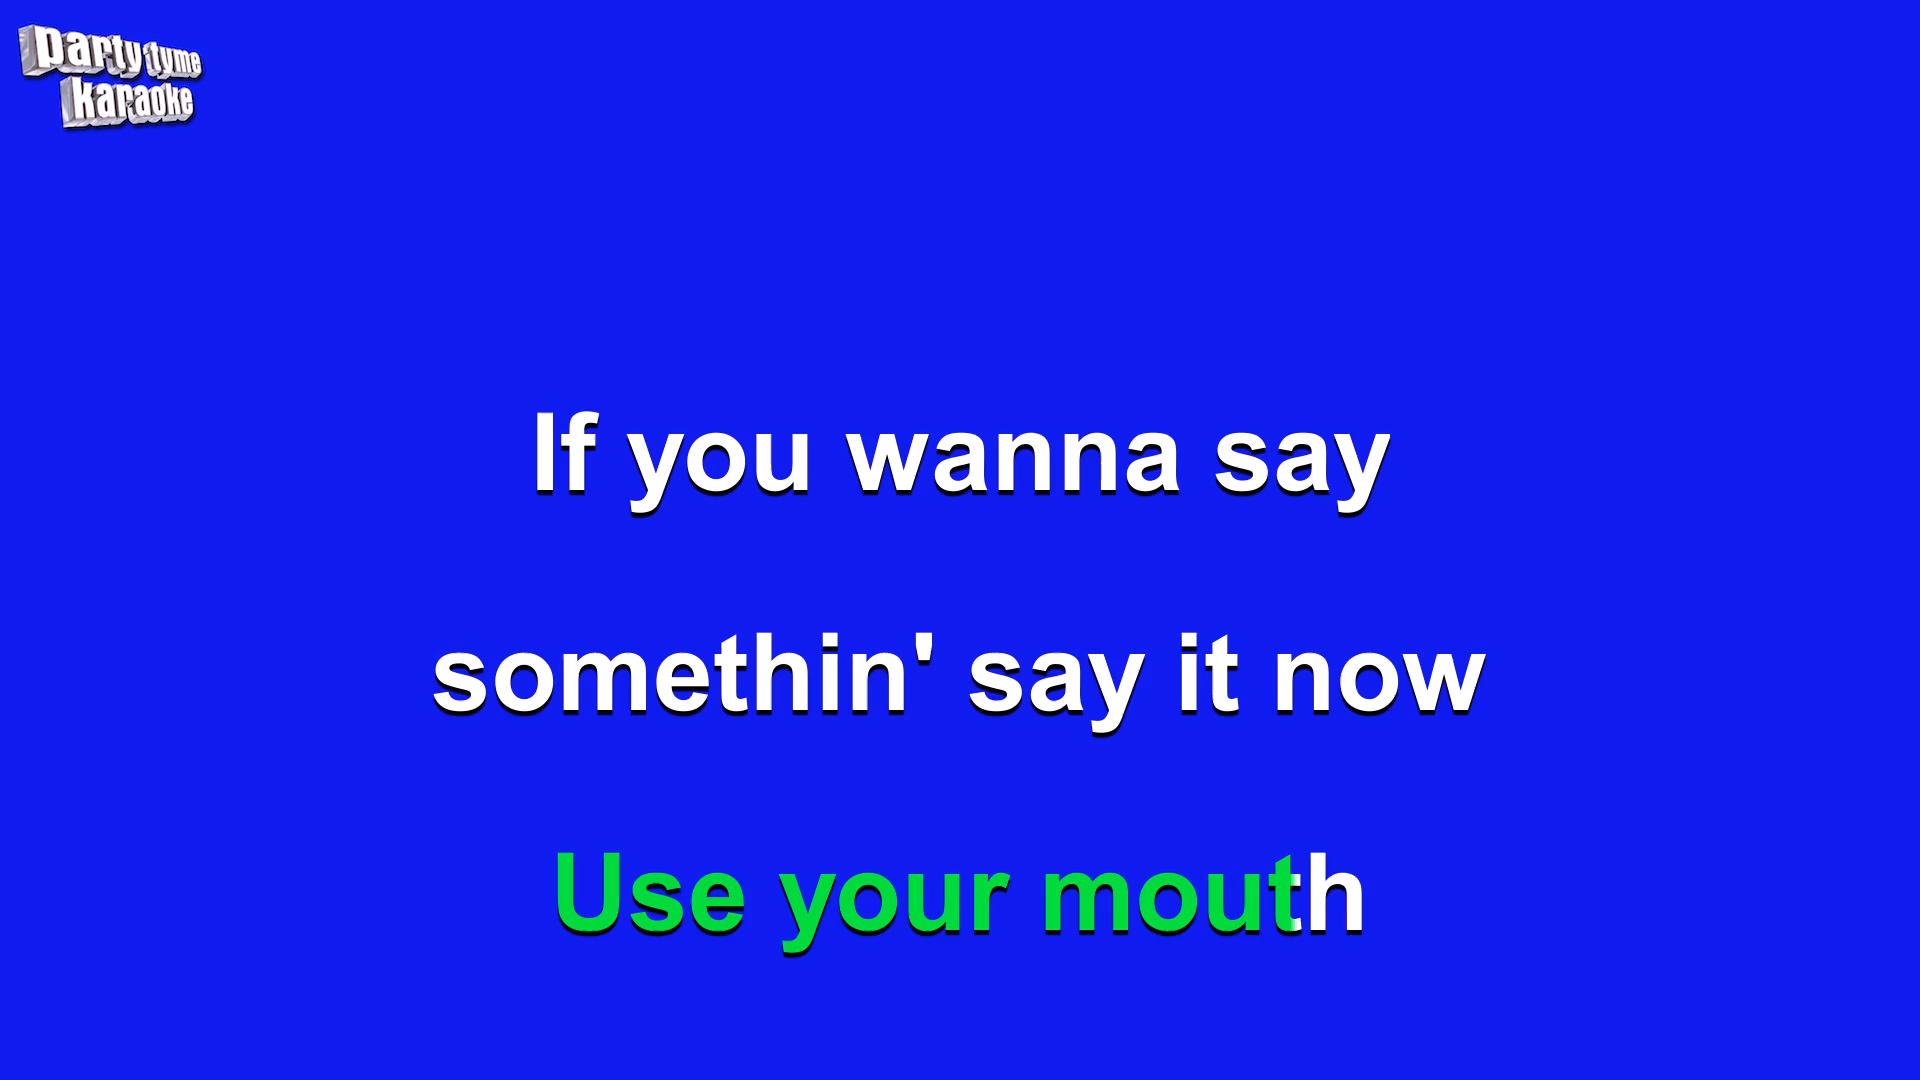 party tyme
karaoke
If you wanna say
somethin' say it now
Use your mouth